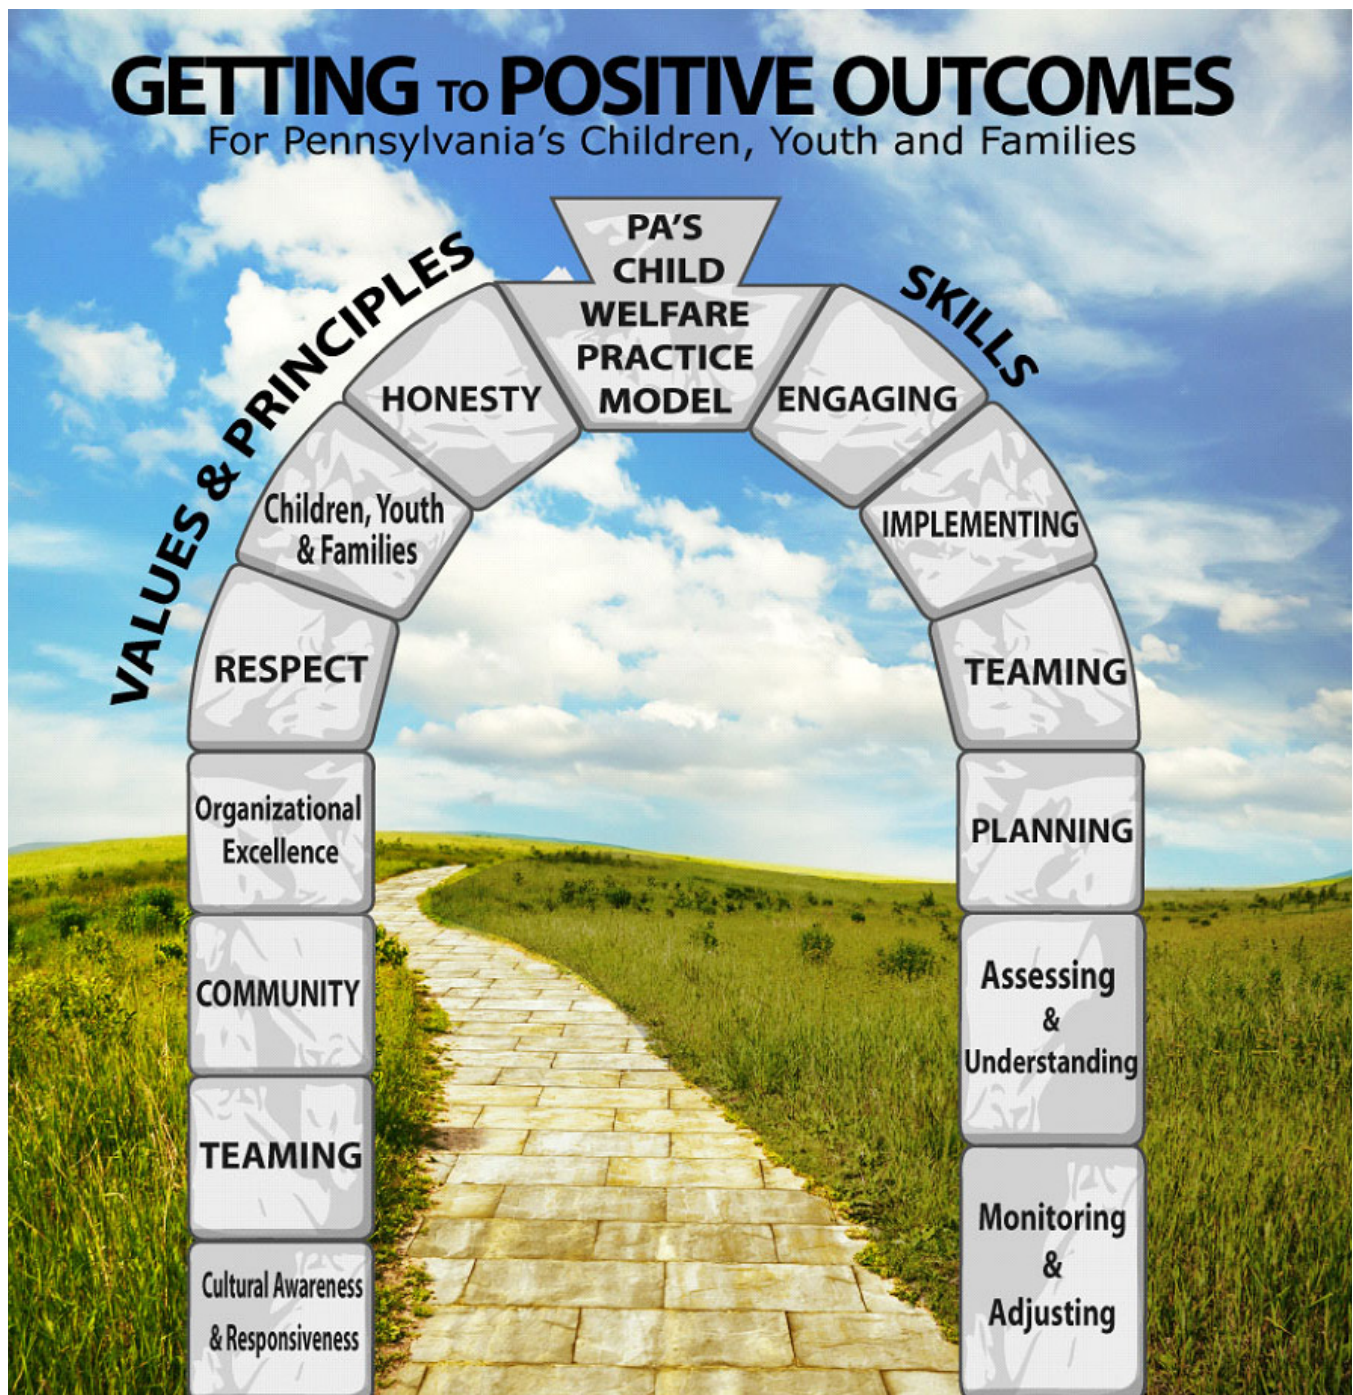 GETTING TO POSITIVE OUTCOMES
For Pennsylvania's Children, Youth and Families
VALUES & PRINCIPLES
SKILLS
PA'S
CHILD
WELFARE
PRACTICE
MODEL
HONESTY
Children, Youth
& Families
RESPECT
Organizational
Excellence
COMMUNITY
TEAMING
Cultural Awareness
& Responsiveness
ENGAGING
IMPLEMENTING
TEAMING
PLANNING
Assessing
&
Understanding
Monitoring
&
Adjusting